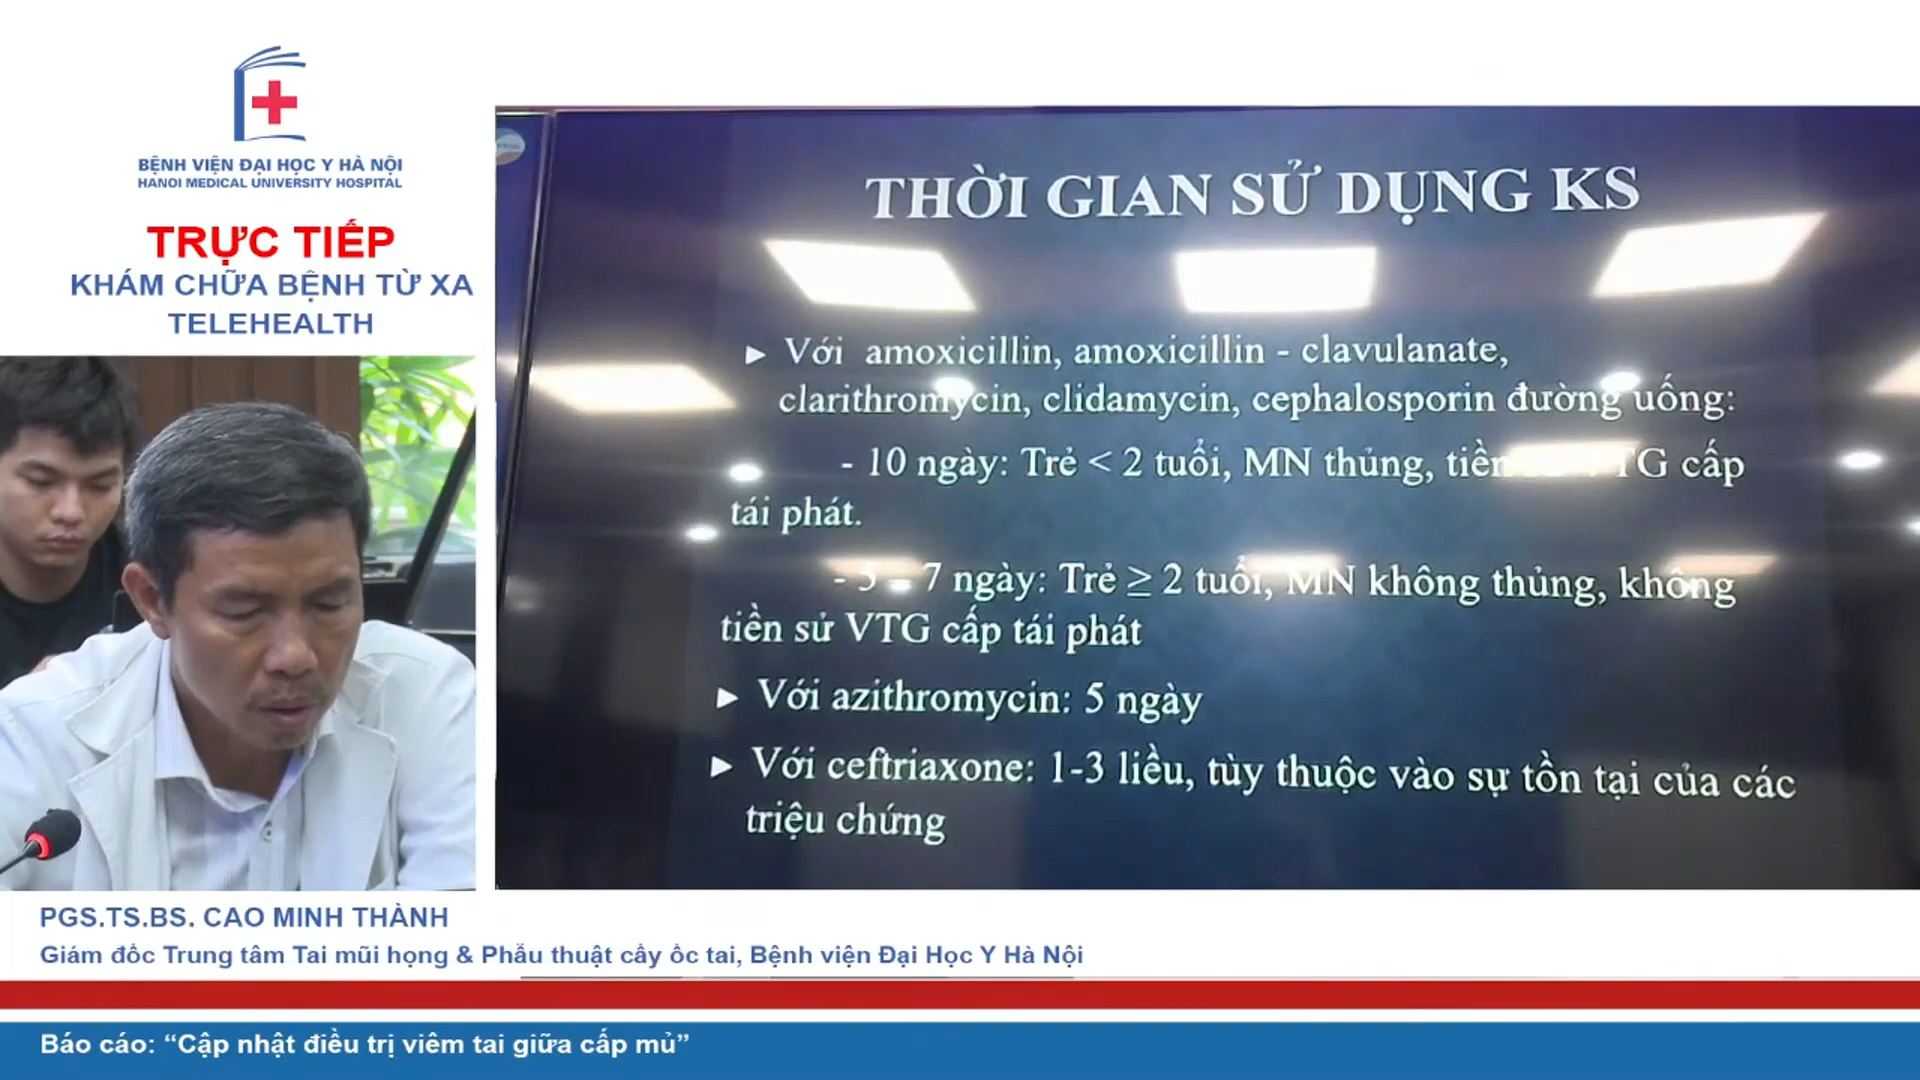 BỆNH VIỆN ĐẠI HỌC Y HÀ NỘI
HANOI MEDICAL UNIVERSITY HOSPITAL
TRỰC TIẾP
KHÁM CHỮA BỆNH TỪ XA
TELEHEALTH
THỜI GIAN SỬ DỤNG KS
► Với amoxicillin, amoxicillin - clavulanate,
clarithromycin, clidamycin, cephalosporin đường uống:
- 10 ngày: Trẻ < 2 tuổi, MN thủng, tiền cấp
tái phát.
- 5 - 7 ngày: Trẻ ≥ 2 tuổi, MN không thủng, không
tiền sử VTG cấp tái phát
► Với azithromycin: 5 ngày
► Với ceftriaxone: 1-3 liều, tùy thuộc vào sự tồn tại của các
triệu chứng
PGS.TS.BS. CAO MINH THÀNH
Giám đốc Trung tâm Tai mũi họng & Phẫu thuật cấy ốc tai, Bệnh viện Đại Học Y Hà Nội
Báo cáo: “Cập nhật điều trị viêm tai giữa cấp mủ”